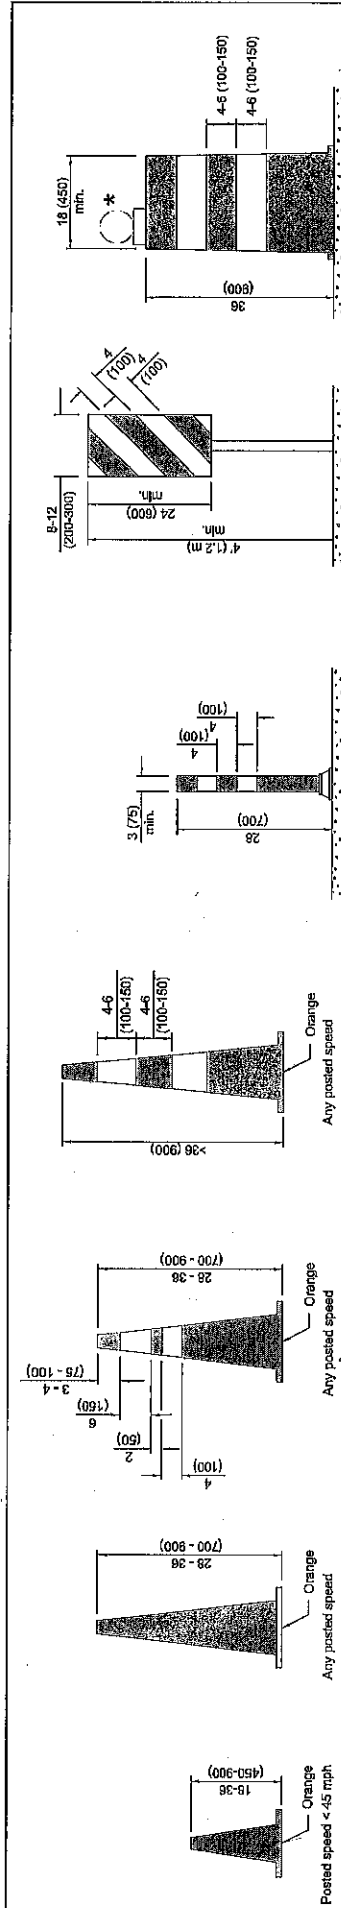 18-36
(450-900)
Orange
Posted speed < 45 mph
28 - 36
(700 - 900)
Orange
Any posted speed
3 - 4
(75 - 100)
6
(150)
2
(50)
4
(100)
28 - 36
(700 - 900)
Orange
Any posted speed
4-6
(100-150)
4-6
(100-150)
>36 (900)
Orange
Any posted speed
3 (75)
min.
4
(100)
4
(100)
28
(700)
8-12
(200-300)
4
(100)
4
(100)
24 (600)
min.
4' (1.2 m)
min.
18 (450)
min.
*
4-6 (100-150)
4-6 (100-150)
36
(900)